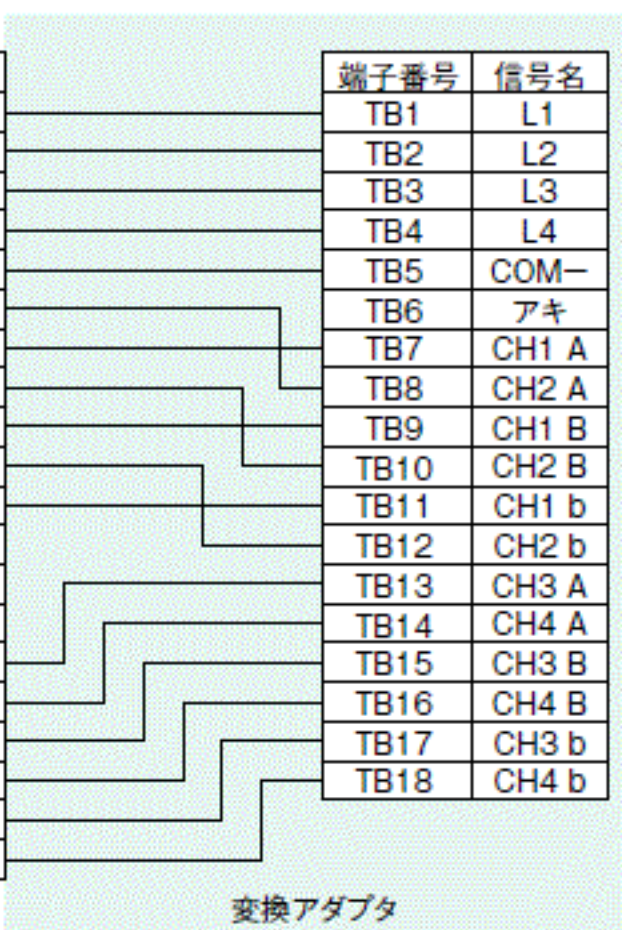 端子番号 信号名
TB1 L1
TB2 L2
TB3 L3
TB4 L4
TB5 COM−
TB6 アキ
TB7 CH1 A
TB8 CH2 A
TB9 CH1 B
TB10 CH2 B
TB11 CH1 b
TB12 CH2 b
TB13 CH3 A
TB14 CH4 A
TB15 CH3 B
TB16 CH4 B
TB17 CH3 b
TB18 CH4 b
変換アダプタ